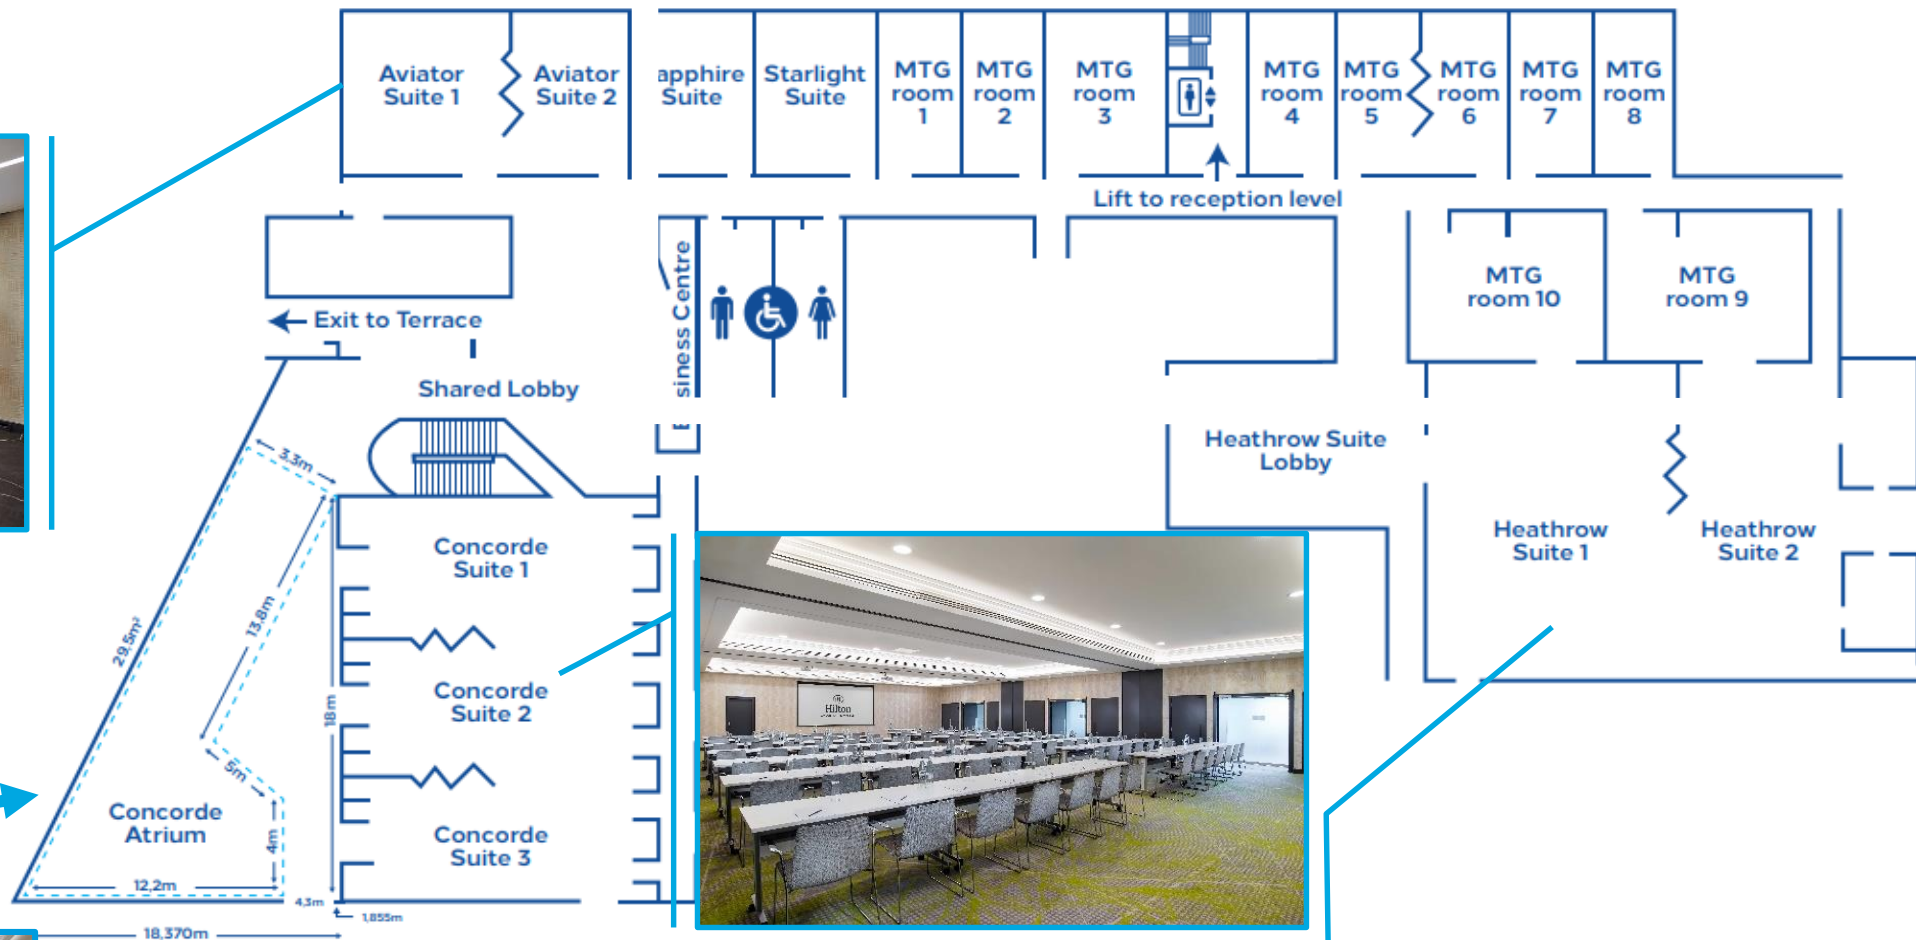 Aviator
Suite 1
Aviator
Suite 2
apphire
Suite
Starlight
Suite
MTG
room
1
MTG
room
2
MTG
room
3
MTG
room
4
MTG
room
5
MTG
room
6
MTG
room
7
MTG
room
8
Lift to reception level
MTG
room 10
MTG
room 9
Exit to Terrace
siness Centre
Shared Lobby
Heathrow Suite
Lobby
Heathrow
Suite 1
Heathrow
Suite 2
3,3m
13,8m
29,5m²
18m
5m
4m
12,2m
4,3m
1,855m
18,370m
Concorde
Suite 1
Concorde
Suite 2
Concorde
Suite 3
Concorde
Atrium
Hilton